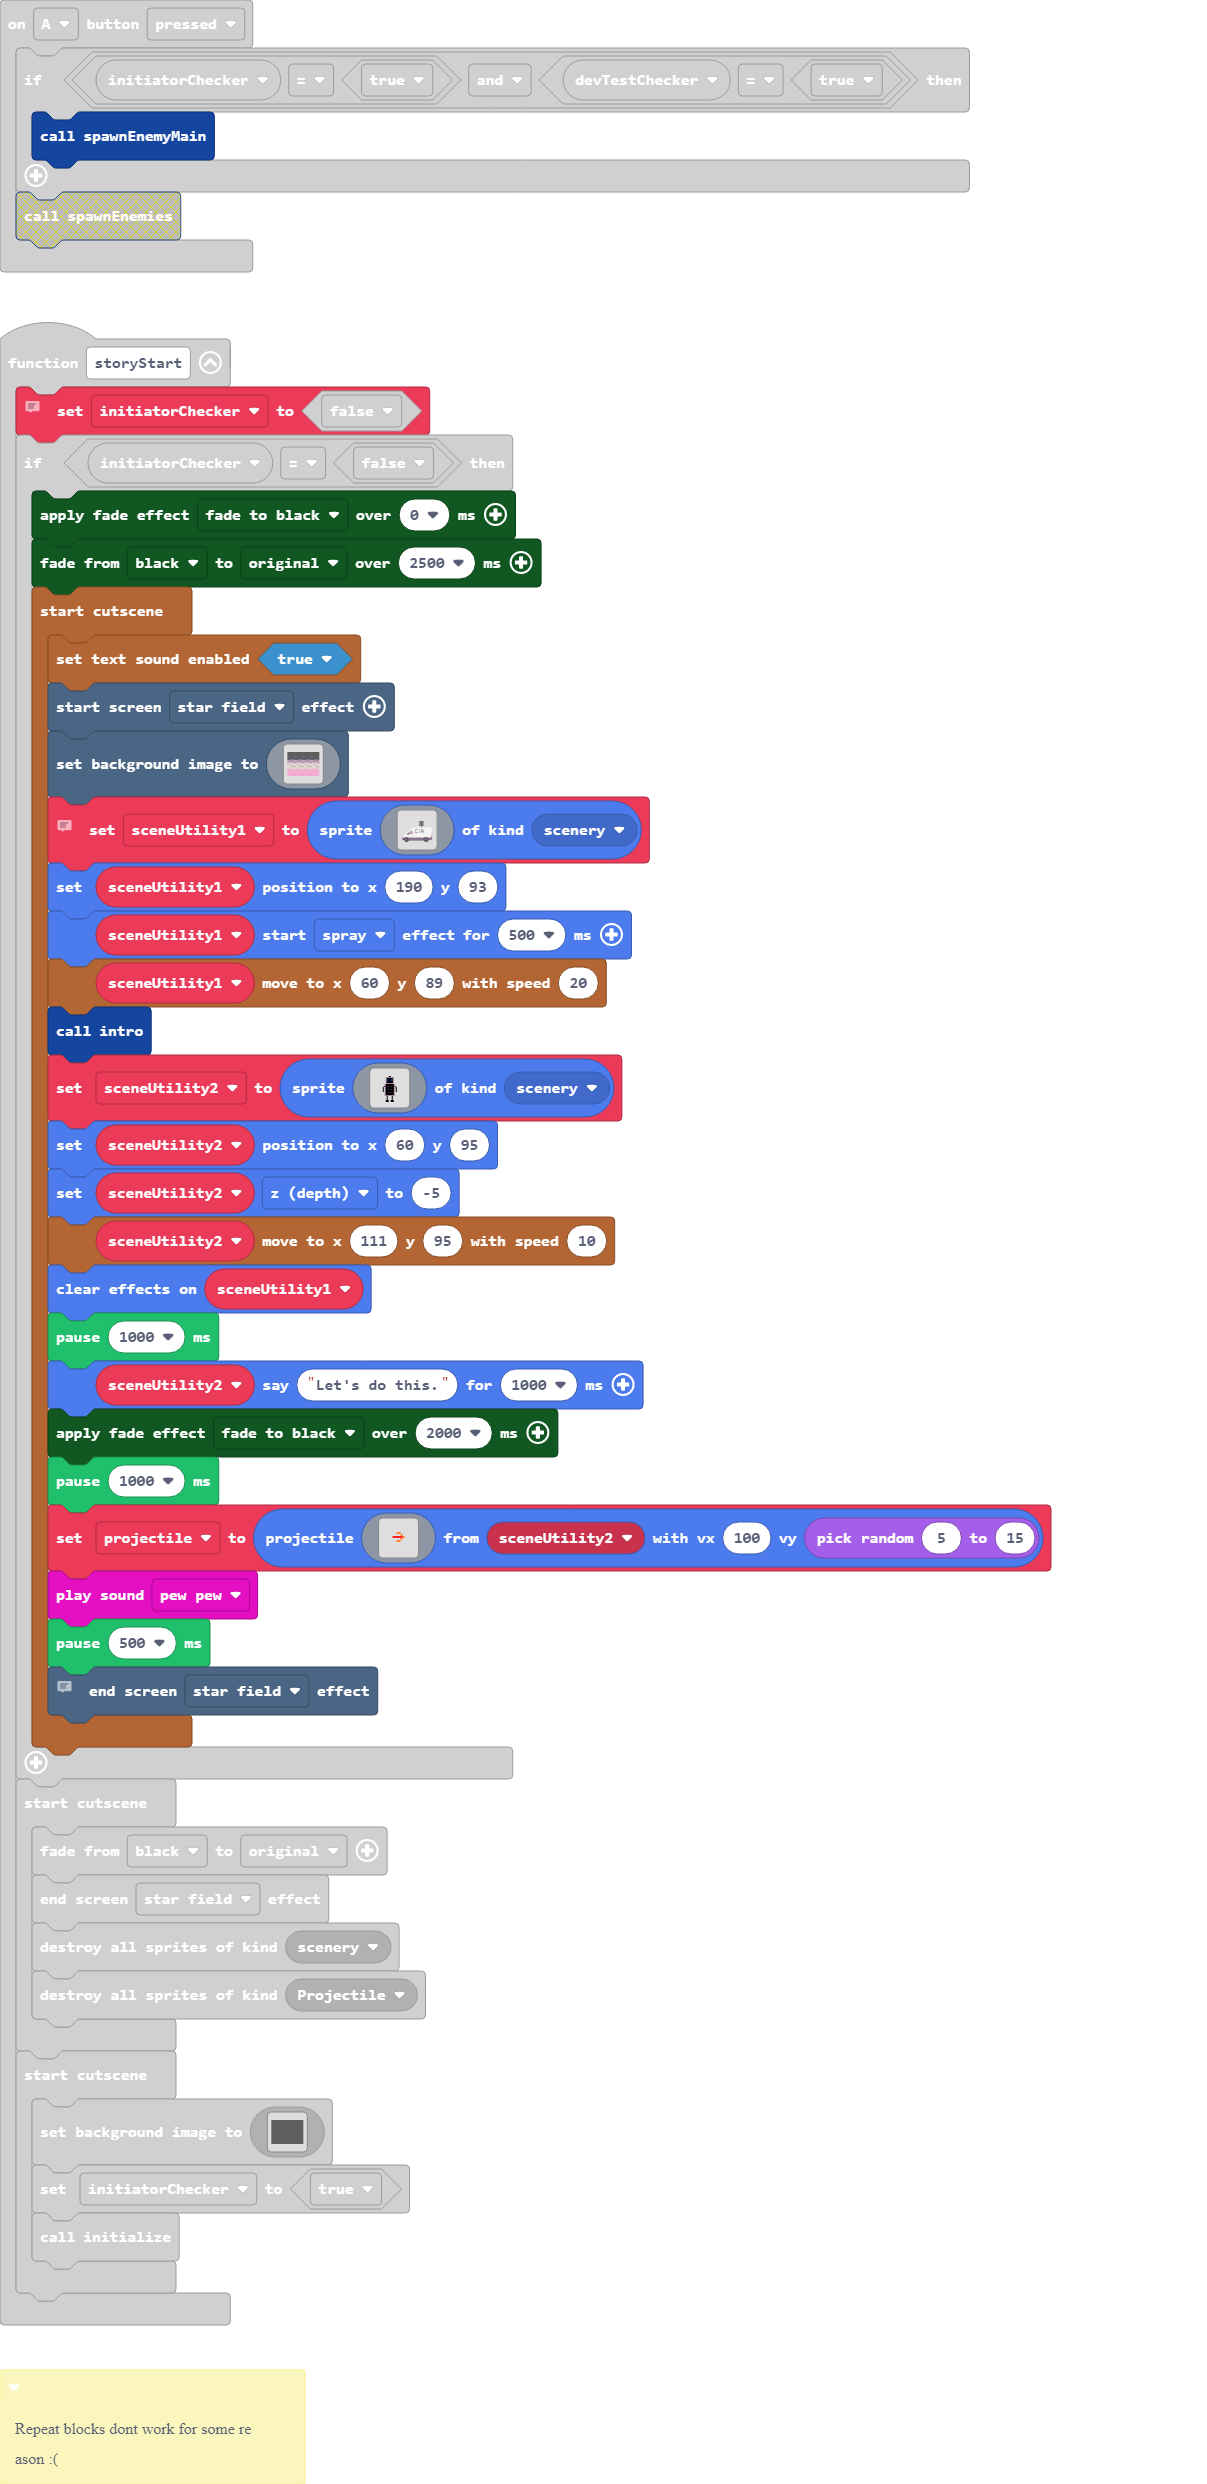 on A button pressed
if initiatorChecker = true and devTestChecker = true then
call spawnEnemyMain
call spawnEnemies
function storyStart
set initiatorChecker to false
if initiatorChecker = false then
apply fade effect fade to black over 0 ms
fade from black to original over 2500 ms
start cutscene
set text sound enabled true
start screen star field effect
set background image to
set sceneUtility1 to sprite CIA of kind scenery
set sceneUtility1 position to x 190 y 93
sceneUtility1 start spray effect for 500 ms
sceneUtility1 move to x 60 y 89 with speed 20
call intro
set sceneUtility2 to sprite of kind scenery
set sceneUtility2 position to x 60 y 95
set sceneUtility2 z (depth) to -5
sceneUtility2 move to x 111 y 95 with speed 10
clear effects on sceneUtility1
pause 1000 ms
sceneUtility2 say "Let's do this." for 1000 ms
apply fade effect fade to black over 2000 ms
pause 1000 ms
set projectile to projectile from sceneUtility2 with vx 100 vy pick random 5 to 15
play sound pew pew
pause 500 ms
end screen star field effect
start cutscene
fade from black to original
end screen star field effect
destroy all sprites of kind scenery
destroy all sprites of kind Projectile
start cutscene
set background image to
set initiatorChecker to true
call initialize
Repeat blocks dont work for some re
ason :(